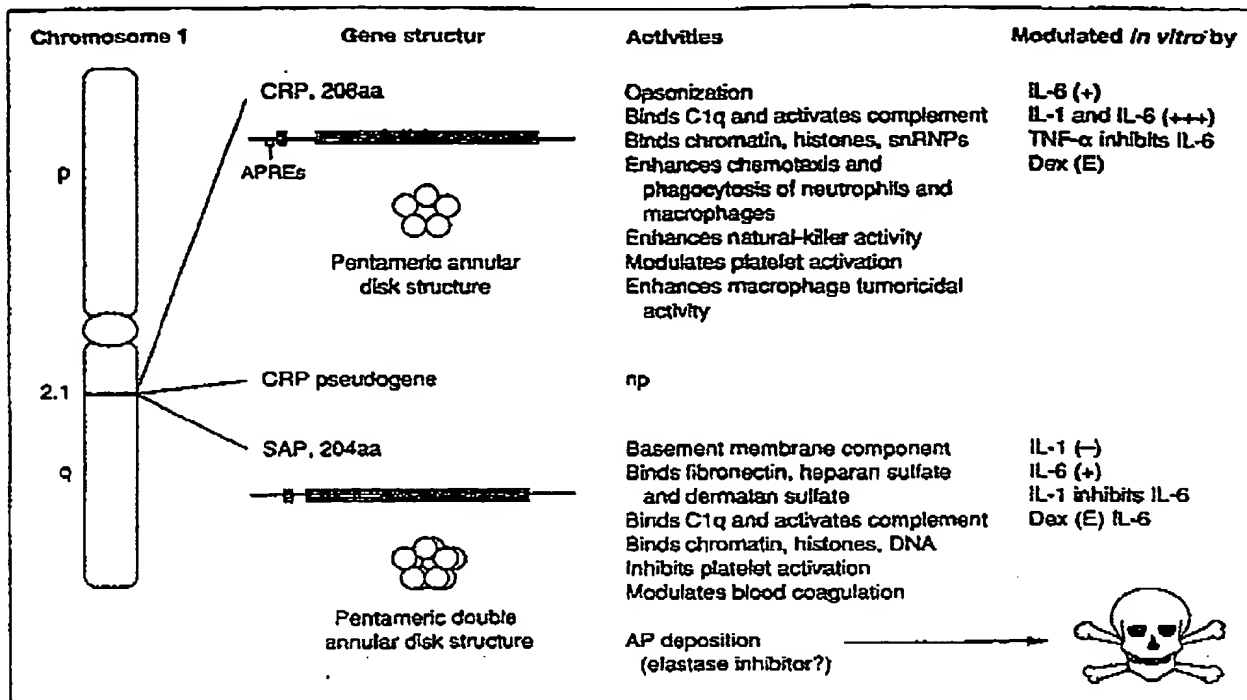 Chromosome 1
Gene structur
Activities
Modulated in vitro by
CRP, 206aa
APREs
Pentameric annular
disk structure
Opsonization
Binds C1q and activates complement
Binds chromatin, histones, snRNPs
Enhances chemotaxis and
phagocytosis of neutrophils and
macrophages
Enhances natural-killer activity
Modulates platelet activation
Enhances macrophage tumoricidal
activity
IL-6 (+)
IL-1 and IL-6 (+++)
TNF-α inhibits IL-6
Dex (E)
p
2.1
q
CRP pseudogene
np
SAP, 204aa
Pentameric double
annular disk structure
Basement membrane component
Binds fibronectin, heparan sulfate
and dermatan sulfate
Binds C1q and activates complement
Binds chromatin, histones, DNA
Inhibits platelet activation
Modulates blood coagulation
AP deposition
(elastase inhibitor?)
IL-1 (–)
IL-6 (+)
IL-1 inhibits IL-6
Dex (E) IL-6